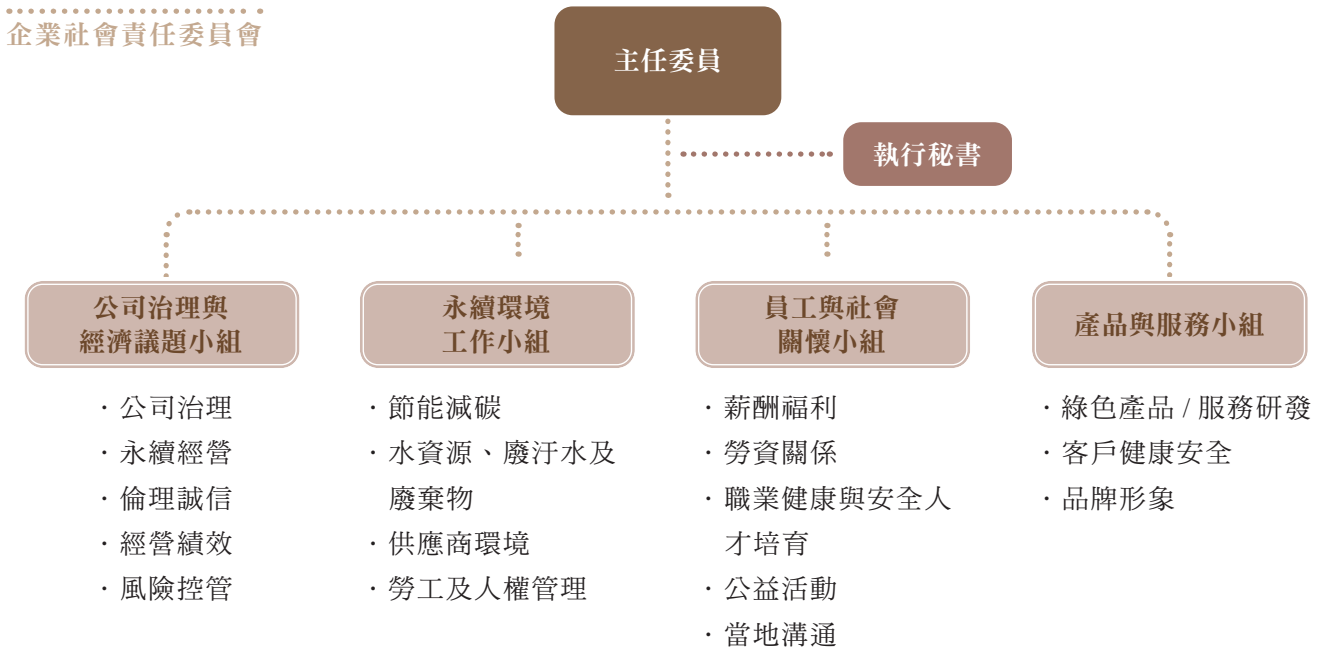 企業社會責任委員會
主任委員
執行秘書
公司治理與
經濟議題小組
・公司治理
・永續經營
・倫理誠信
・經營績效
・風險控管
永續環境
工作小組
・節能減碳
・水資源、廢汙水及
廢棄物
・供應商環境
・勞工及人權管理
員工與社會
關懷小組
・薪酬福利
・勞資關係
・職業健康與安全人
才培育
・公益活動
・當地溝通
產品與服務小組
・綠色產品 / 服務研發
・客戶健康安全
・品牌形象